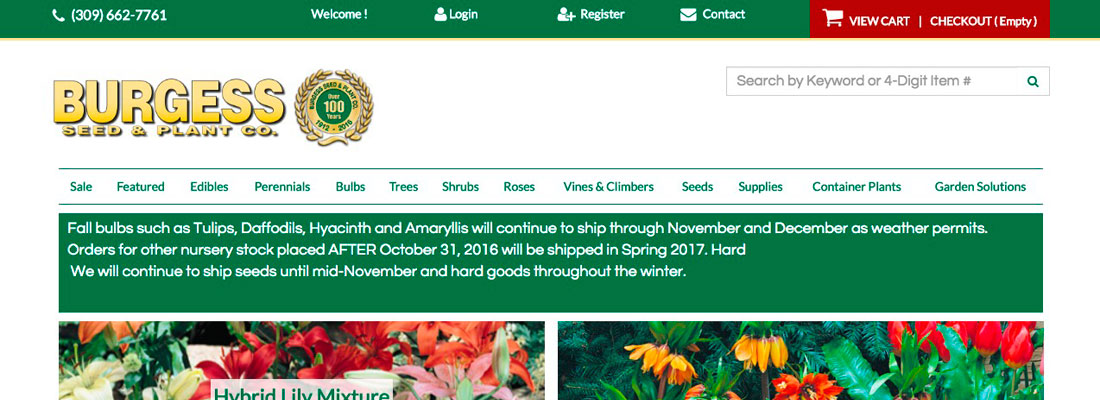 (309) 662-7761
Welcome !
Login
Register
Contact
VIEW CART | CHECKOUT ( Empty )
BURGESS
SEED & PLANT CO.
BURGESS SEED & PLANT CO.
Over
100
Years
1912 - 2016
Search by Keyword or 4-Digit Item #
Sale Featured Edibles Perennials Bulbs Trees Shrubs Roses Vines & Climbers Seeds Supplies Container Plants Garden Solutions
Fall bulbs such as Tulips, Daffodils, Hyacinth and Amaryllis will continue to ship through November and December as weather permits.
Orders for other nursery stock placed AFTER October 31, 2016 will be shipped in Spring 2017. Hard
We will continue to ship seeds until mid-November and hard goods throughout the winter.
Hybrid Lily Mixture